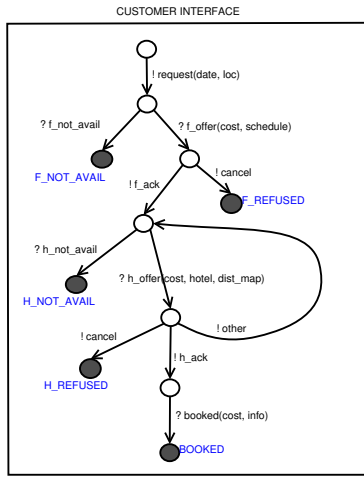 CUSTOMER INTERFACE
! request(date, loc)
? f_not_avail
? f_offer(cost, schedule)
F_NOT_AVAIL
! cancel
! f_ack
F_REFUSED
? h_not_avail
? h_offer(cost, hotel, dist_map)
H_NOT_AVAIL
! other
! cancel
! h_ack
H_REFUSED
? booked(cost, info)
BOOKED